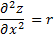 ∂²z/∂x² = r